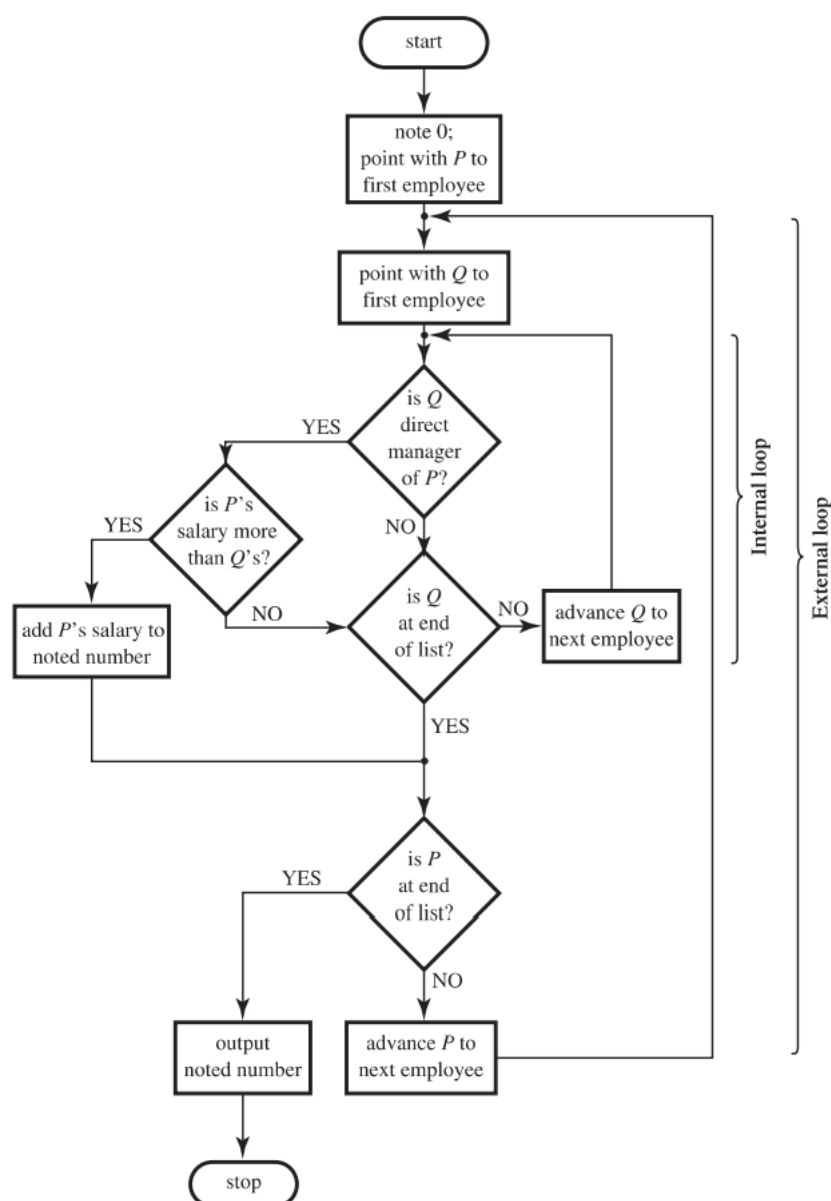 start
note 0;
point with P to
first employee
point with Q to
first employee
is Q
direct
manager
of P?
YES
NO
is P's
salary more
than Q's?
YES
NO
add P's salary to
noted number
is Q
at end
of list?
NO
YES
advance Q to
next employee
Internal loop
External loop
is P
at end
of list?
YES
NO
output
noted number
advance P to
next employee
stop